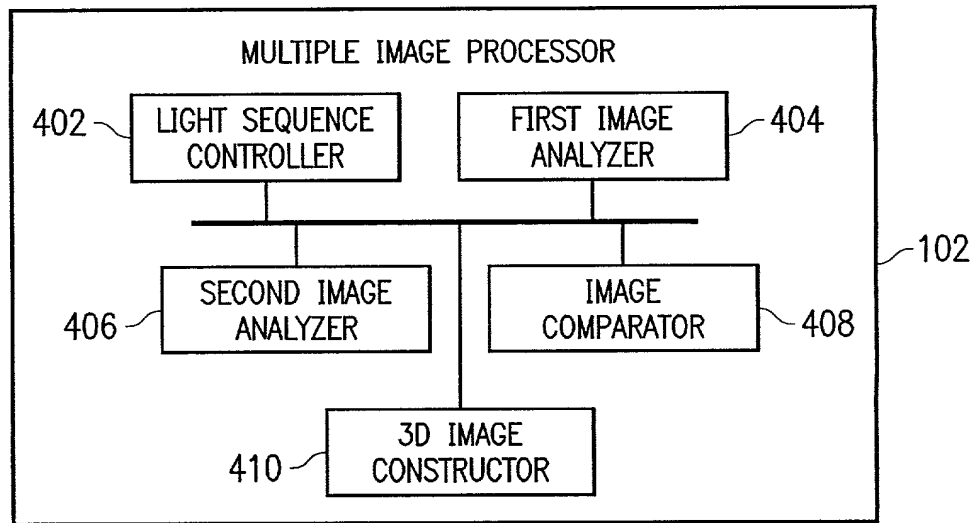 MULTIPLE IMAGE PROCESSOR
402
LIGHT SEQUENCE
CONTROLLER
FIRST IMAGE
ANALYZER
404
102
406
SECOND IMAGE
ANALYZER
IMAGE
COMPARATOR
408
410
3D IMAGE
CONSTRUCTOR